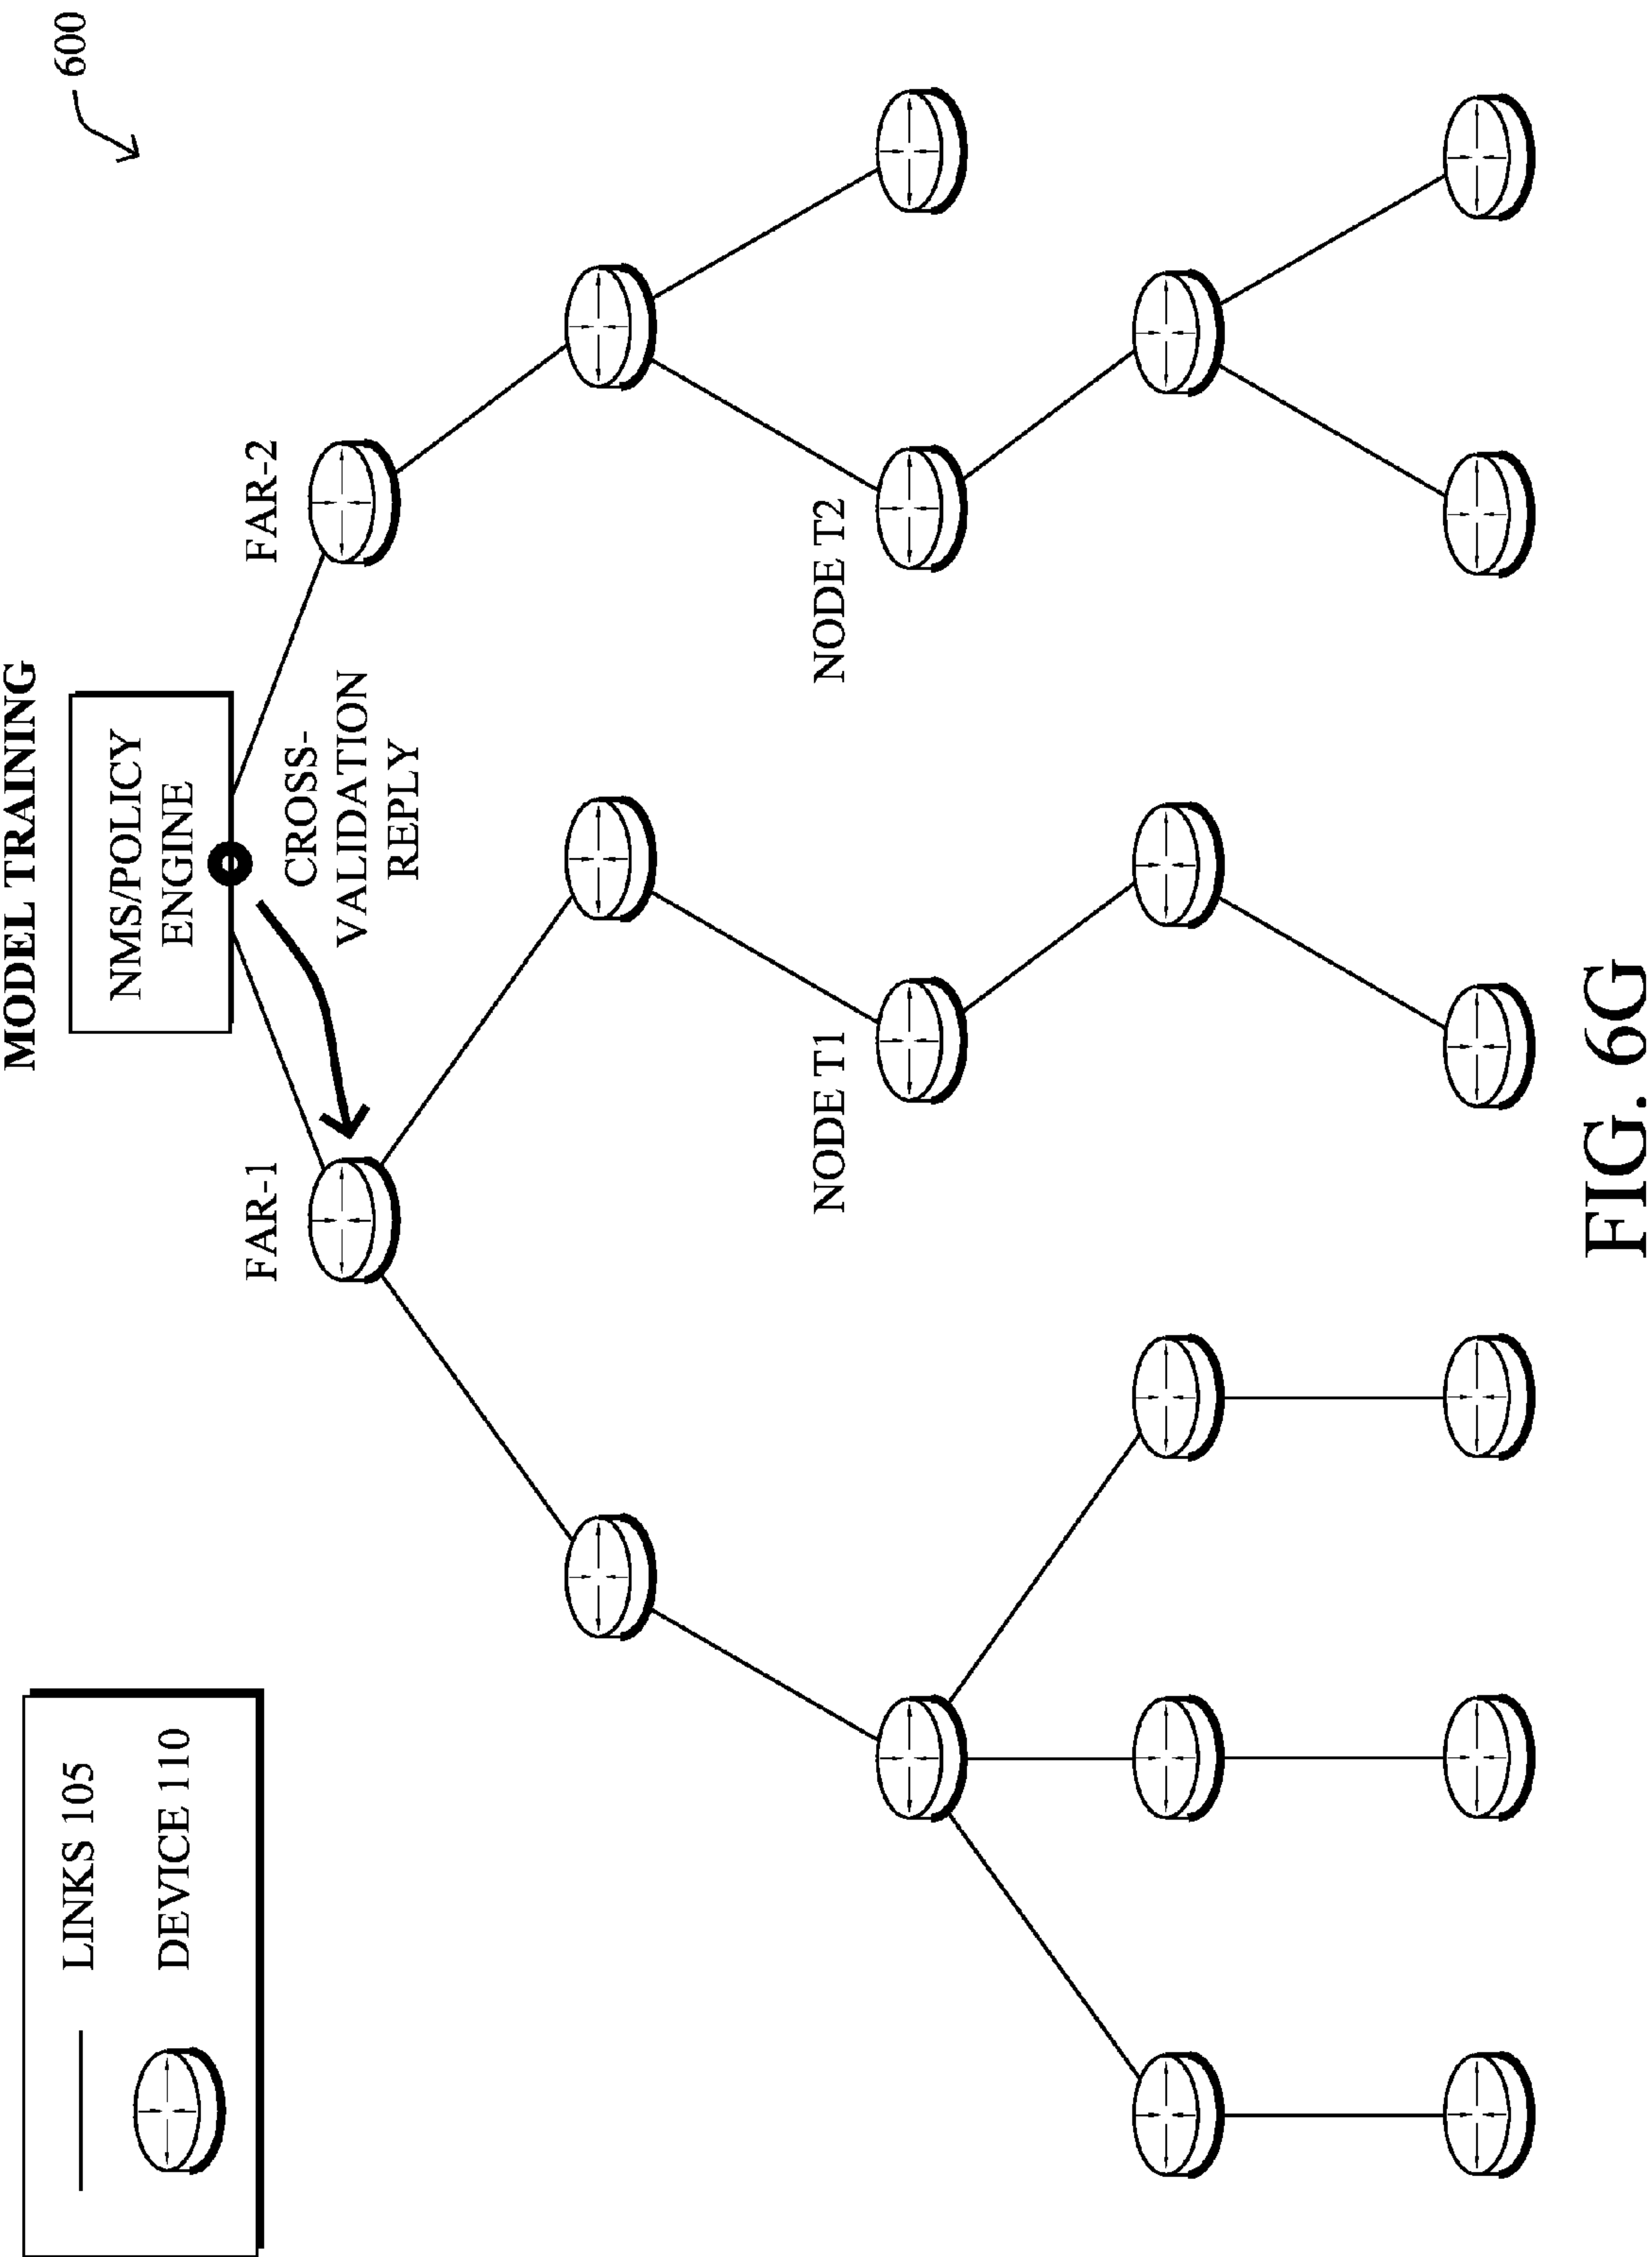 LINKS 105
DEVICE 110
MODEL TRAINING
NMS/POLICY
ENGINE
600
FAR-1
CROSS-
VALIDATION
REPLY
FAR-2
NODE T1
NODE T2
FIG. 6G